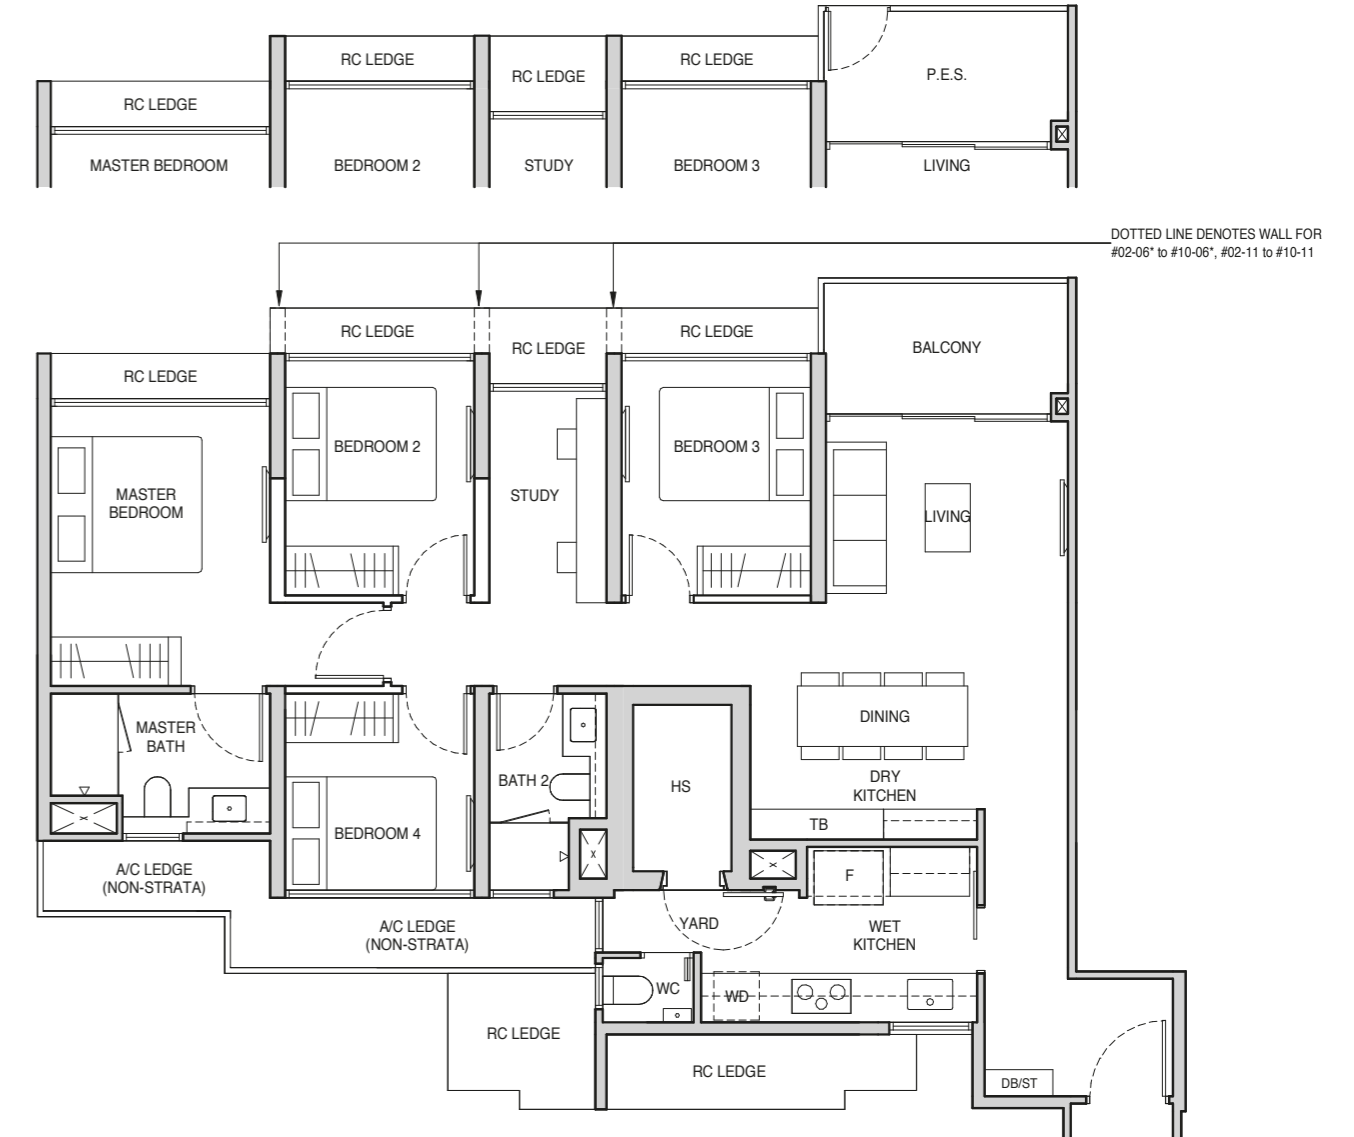 RC LEDGE
RC LEDGE
RC LEDGE
RC LEDGE
P.E.S.
MASTER BEDROOM
BEDROOM 2
STUDY
BEDROOM 3
LIVING
DOTTED LINE DENOTES WALL FOR
#02-06* to #10-06*, #02-11 to #10-11
RC LEDGE
RC LEDGE
RC LEDGE
RC LEDGE
BALCONY
MASTER
BEDROOM
BEDROOM 2
STUDY
BEDROOM 3
LIVING
MASTER
BATH
BATH 2
HS
DINING
DRY
KITCHEN
TB
BEDROOM 4
A/C LEDGE
(NON-STRATA)
F
A/C LEDGE
(NON-STRATA)
YARD
WET
KITCHEN
WC
WD
RC LEDGE
RC LEDGE
DB/ST